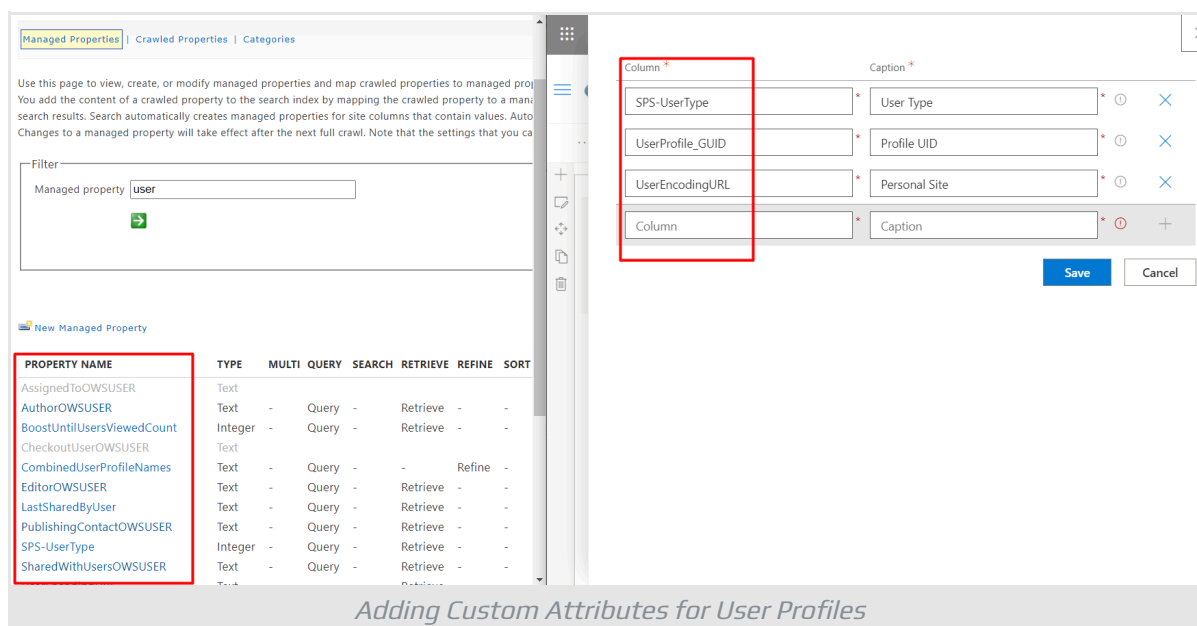 Managed Properties | Crawled Properties | Categories
Use this page to view, create, or modify managed properties and map crawled properties to managed prop
You add the content of a crawled property to the search index by mapping the crawled property to a mana
search results. Search automatically creates managed properties for site columns that contain values. Auto
Changes to a managed property will take effect after the next full crawl. Note that the settings that you ca
Filter
Managed property user
New Managed Property
PROPERTY NAME TYPE MULTI QUERY SEARCH RETRIEVE REFINE SORT
AssignedToOWSUSER Text
AuthorOWSUSER Text - Query - Retrieve - -
BoostUntilUsersViewedCount Integer - Query - Retrieve - -
CheckoutUserOWSUSER Text
CombinedUserProfileNames Text - Query - - Refine -
EditorOWSUSER Text - Query - Retrieve - -
LastSharedByUser Text - Query - Retrieve - -
PublishingContactOWSUSER Text - Query - Retrieve - -
SPS-UserType Integer - Query - Retrieve - -
SharedWithUsersOWSUSER Text - Query - Retrieve - -
Column * Caption *
SPS-UserType * User Type *
UserProfile_GUID * Profile UID *
UserEncodingURL * Personal Site *
Column * Caption *
Save Cancel
Adding Custom Attributes for User Profiles